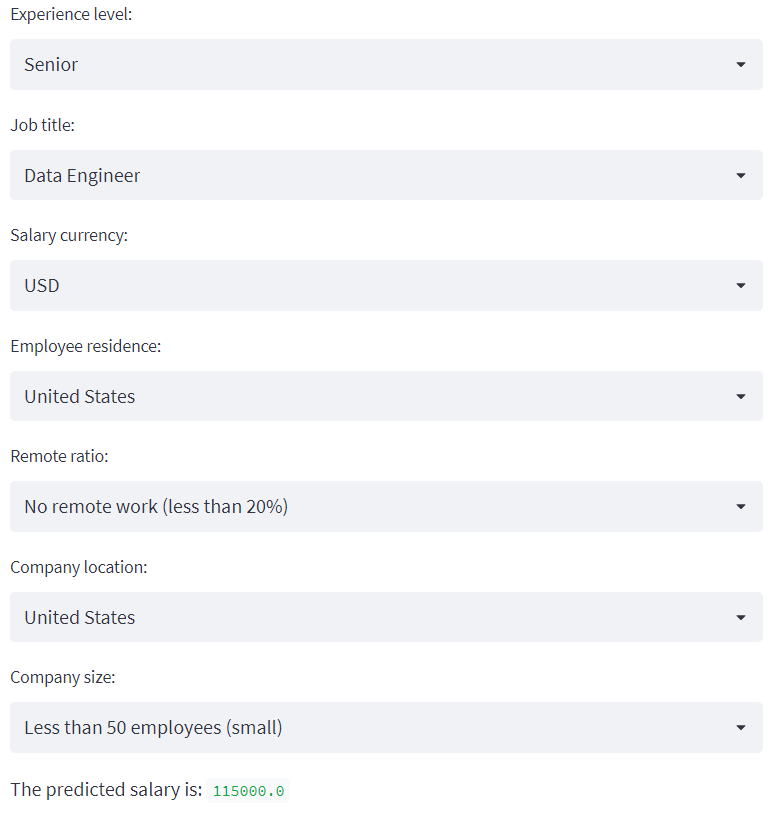 Experience level:
Senior
Job title:
Data Engineer
Salary currency:
USD
Employee residence:
United States
Remote ratio:
No remote work (less than 20%)
Company location:
United States
Company size:
Less than 50 employees (small)
The predicted salary is: 115000.0